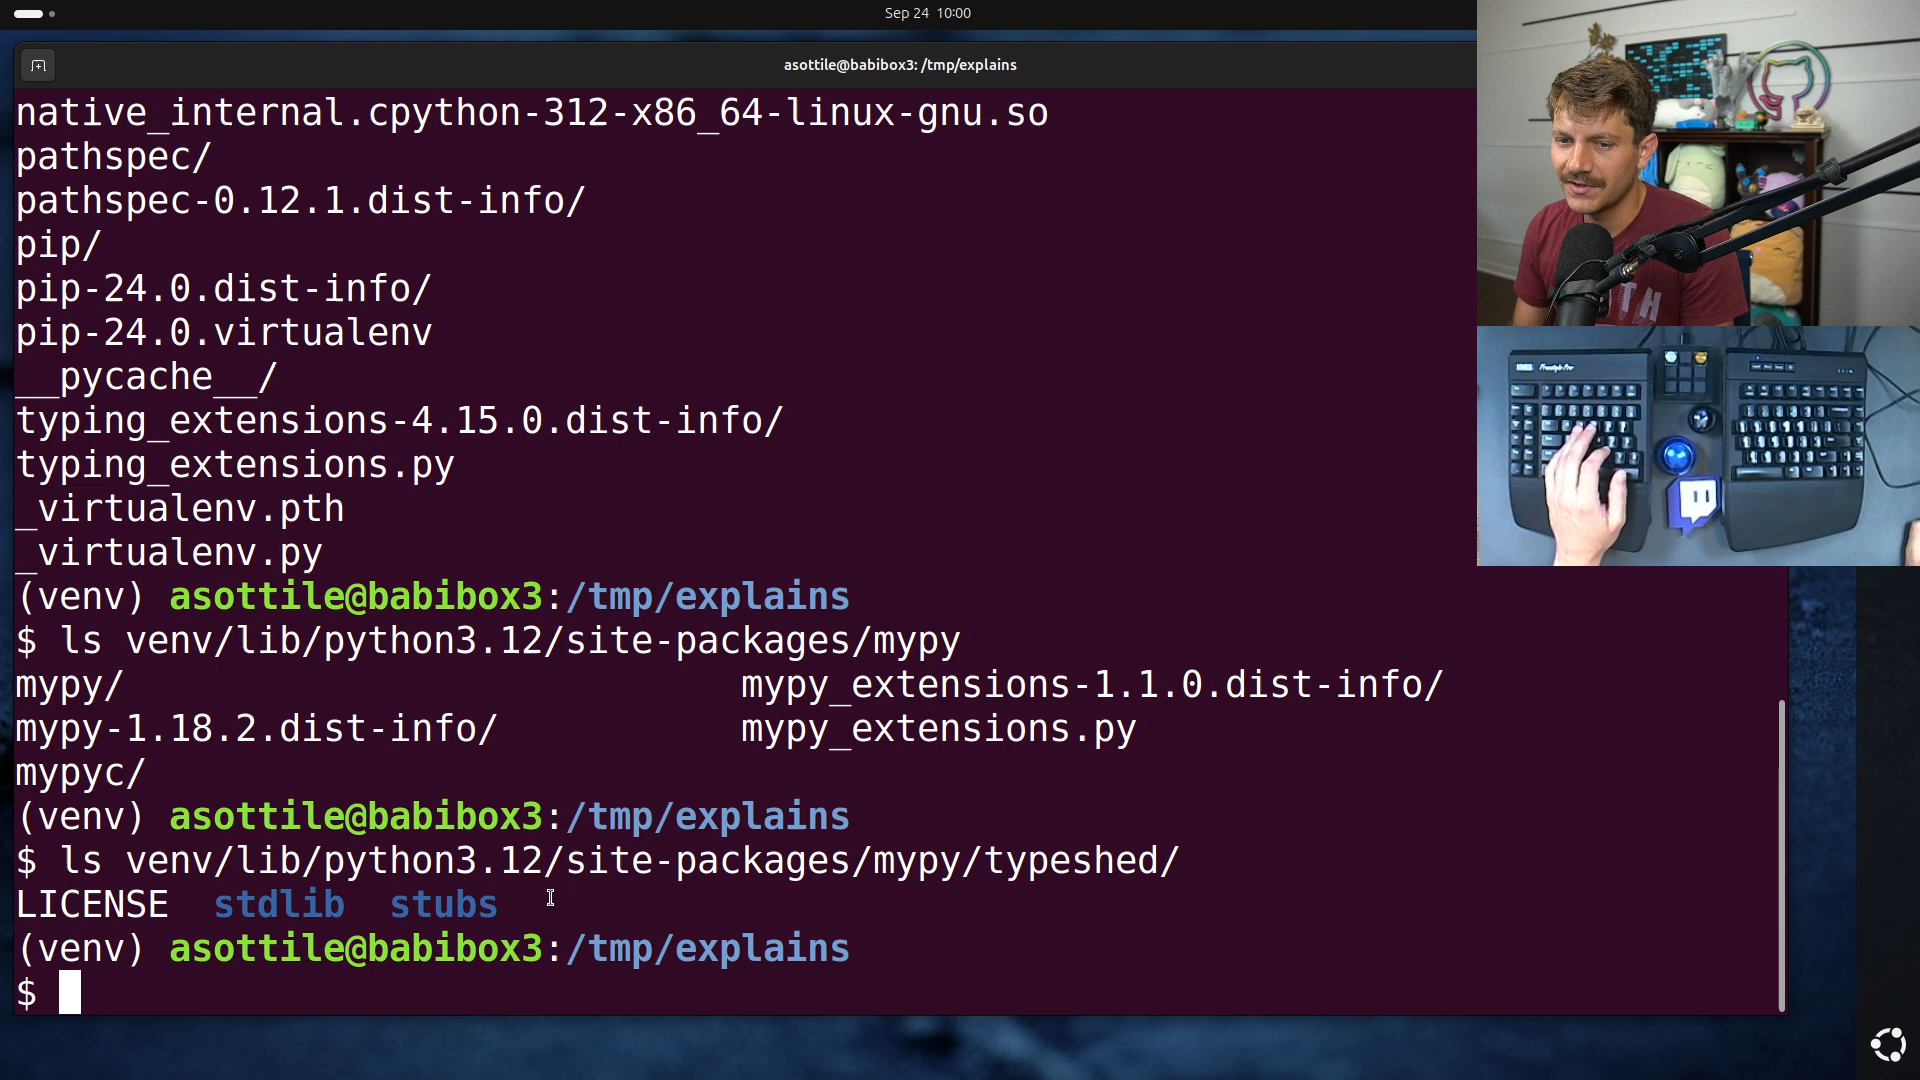 Sep 24 10:00
asottile@babibox3: /tmp/explains
native_internal.cpython-312-x86_64-linux-gnu.so
pathspec/
pathspec-0.12.1.dist-info/
pip/
pip-24.0.dist-info/
pip-24.0.virtualenv
__pycache__/
typing_extensions-4.15.0.dist-info/
typing_extensions.py
_virtualenv.pth
_virtualenv.py
(venv) asottile@babibox3:/tmp/explains
$ ls venv/lib/python3.12/site-packages/mypy
mypy/ mypy_extensions-1.1.0.dist-info/
mypy-1.18.2.dist-info/ mypy_extensions.py
mypyc/
(venv) asottile@babibox3:/tmp/explains
$ ls venv/lib/python3.12/site-packages/mypy/typeshed/
LICENSE stdlib stubs
(venv) asottile@babibox3:/tmp/explains
$
Freestyle Pro